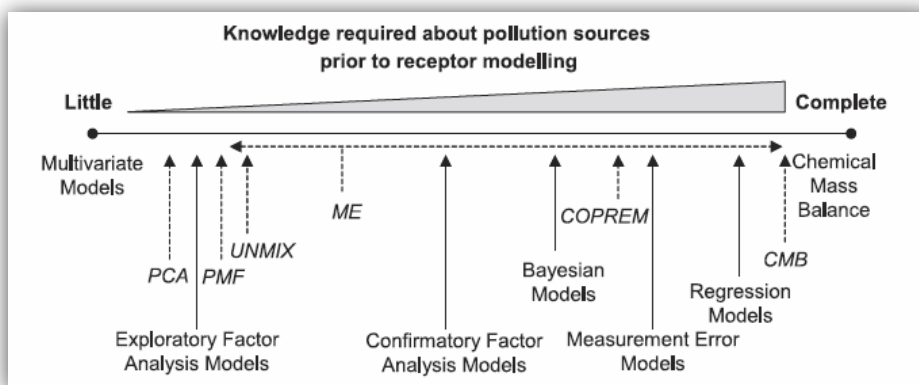 Knowledge required about pollution sources
prior to receptor modelling
Little
Complete
Multivariate
Models
Chemical
Mass
Balance
ME
COPREM
UNMIX
PCA
PMF
CMB
Bayesian
Models
Regression
Models
Exploratory Factor
Analysis Models
Confirmatory Factor
Analysis Models
Measurement Error
Models